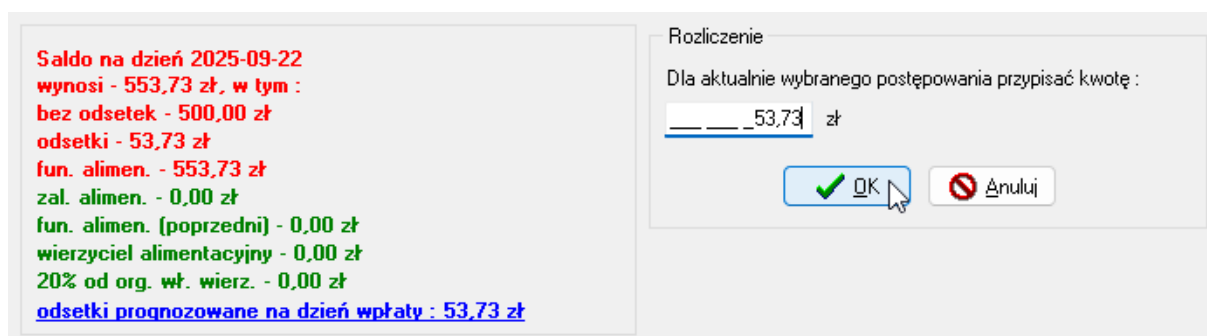 Saldo na dzień 2025-09-22
wynosi - 553,73 zł, w tym :
bez odsetek - 500,00 zł
odsetki - 53,73 zł
fun. alimen. - 553,73 zł
zal. alimen. - 0,00 zł
fun. alimen. (poprzedni) - 0,00 zł
wierzyciel alimentacyjny - 0,00 zł
20% od org. wł. wierz. - 0,00 zł
odsetki prognozowane na dzień wpłaty : 53,73 zł
Rozliczenie
Dla aktualnie wybranego postępowania przypisać kwotę :
___ ___ _53,73 zł
OK
Anuluj